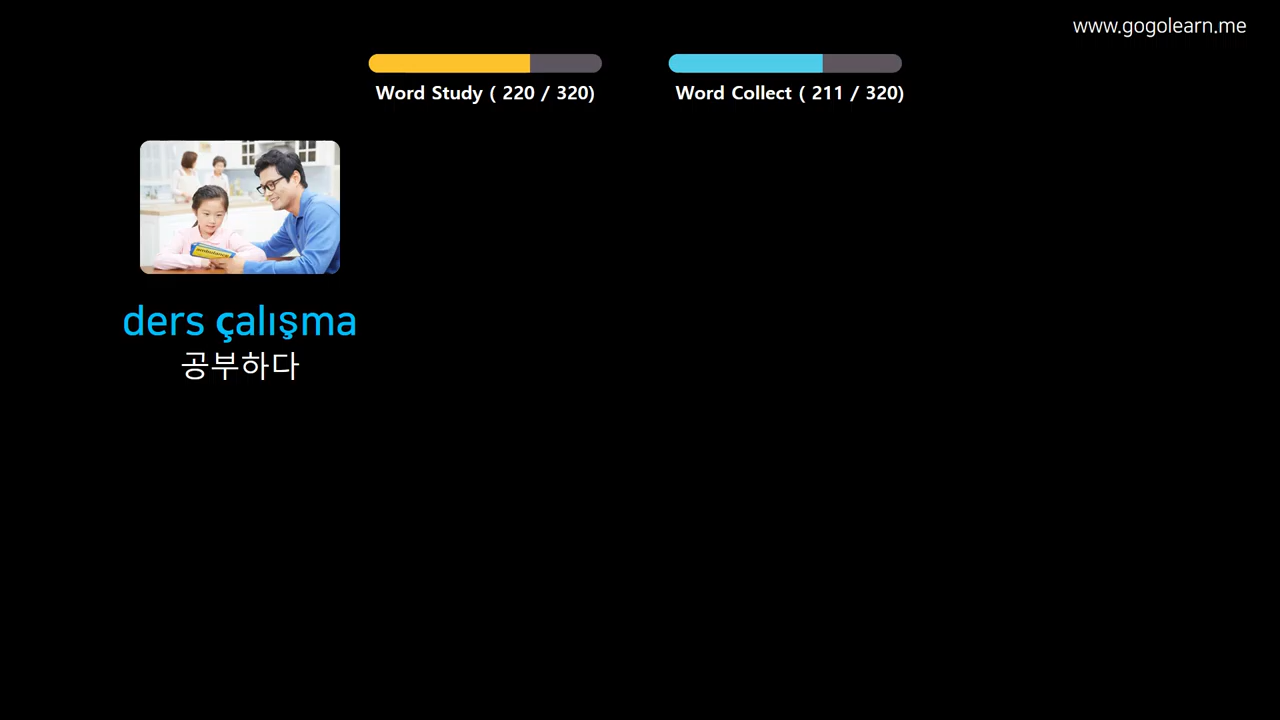 www.gogolearn.me
Word Study ( 220 / 320)
Word Collect ( 211 / 320)
ders çalışma
공부하다